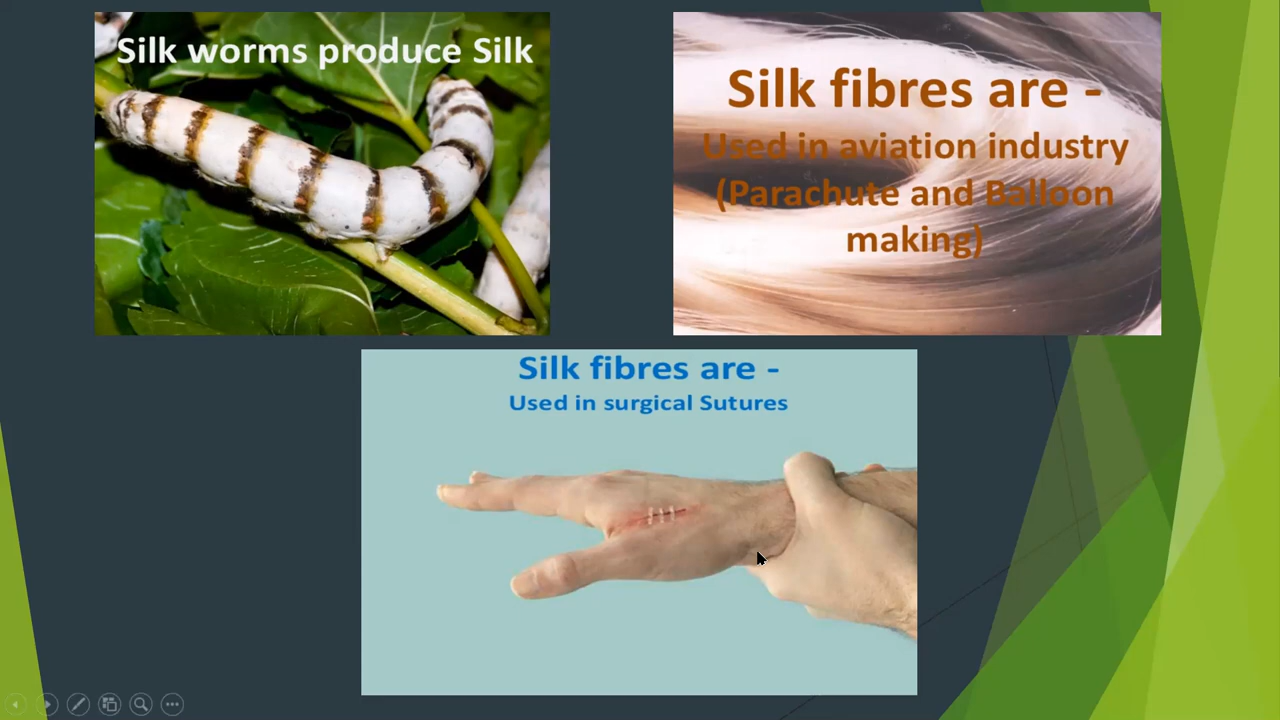 Silk worms produce Silk
Silk fibres are -
Used in aviation industry
(Parachute and Balloon
making)
Silk fibres are -
Used in surgical Sutures